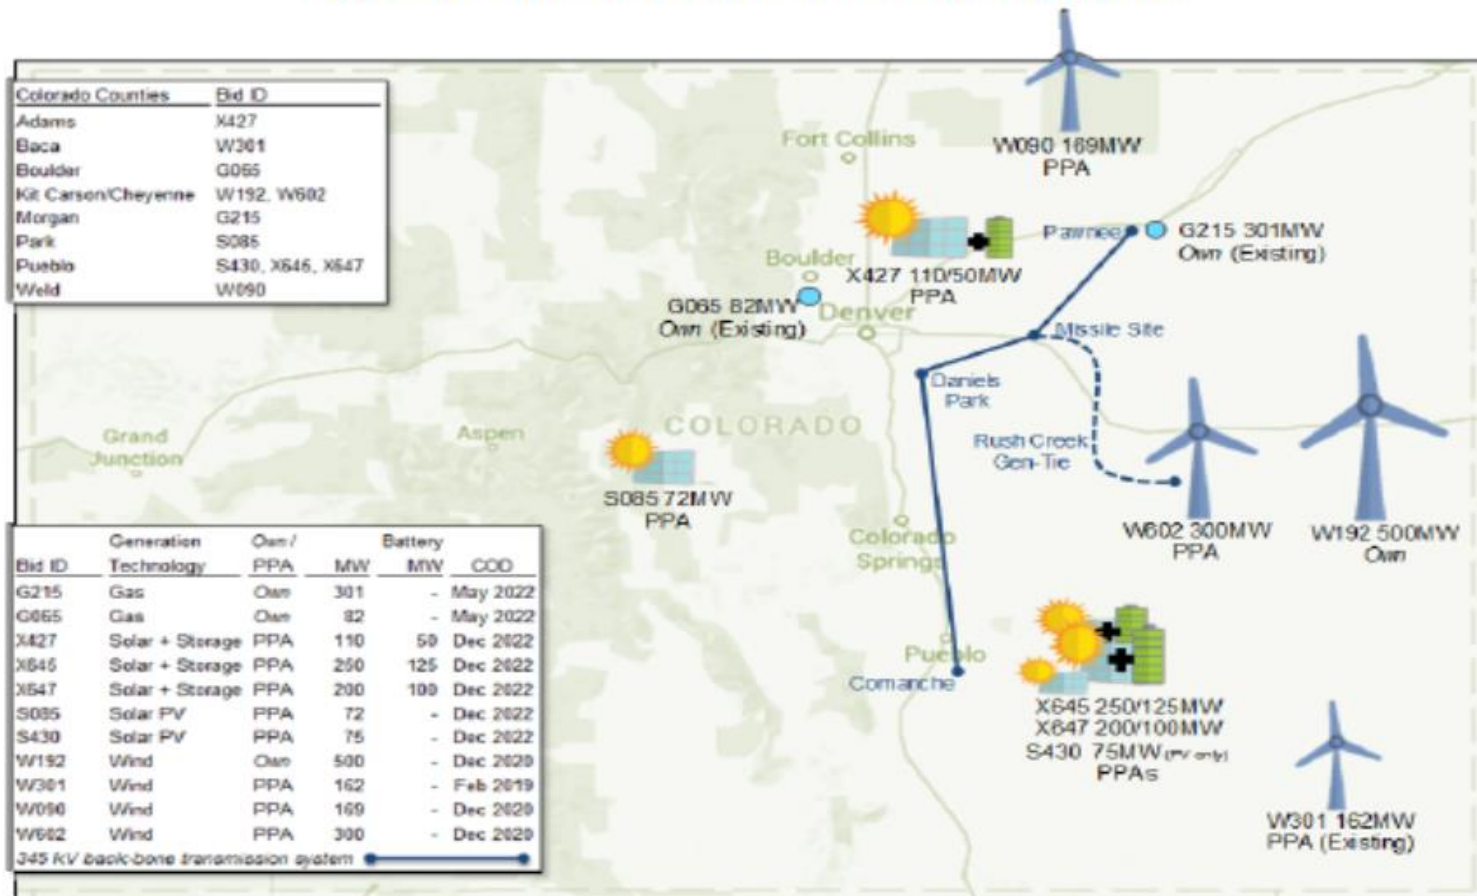 Colorado Counties Bid ID
Adams X427
Baca W301
Boulder G065
Kit Carson/Cheyenne W192, W602
Morgan G215
Park S085
Pueblo S430, X645, X647
Weld W090
W090 169MW
PPA
Fort Collins
Pawnee
G215 301MW
Own (Existing)
Boulder
X427 110/50MW
PPA
G065 82MW
Own (Existing)
Denver
Missile Site
Daniels
Park
COLORADO
Grand
Junction
Aspen
Rush Creek
Gen-Tie
S085 72MW
PPA
W602 300MW
PPA
W192 500MW
Own
Colorado
Springs
Pueblo
Comanche
X645 250/125MW
X647 200/100MW
S430 75MW (PV only)
PPAs
W301 162MW
PPA (Existing)
Generation Own / Battery
Bid ID Technology PPA MW MW COD
G215 Gas Own 301 - May 2022
G065 Gas Own 82 - May 2022
X427 Solar + Storage PPA 110 50 Dec 2022
X645 Solar + Storage PPA 250 125 Dec 2022
X647 Solar + Storage PPA 200 100 Dec 2022
S085 Solar PV PPA 72 - Dec 2022
S430 Solar PV PPA 75 - Dec 2022
W192 Wind Own 500 - Dec 2020
W301 Wind PPA 162 - Feb 2019
W090 Wind PPA 169 - Dec 2020
W602 Wind PPA 300 - Dec 2020
345 kV back-bone transmission system